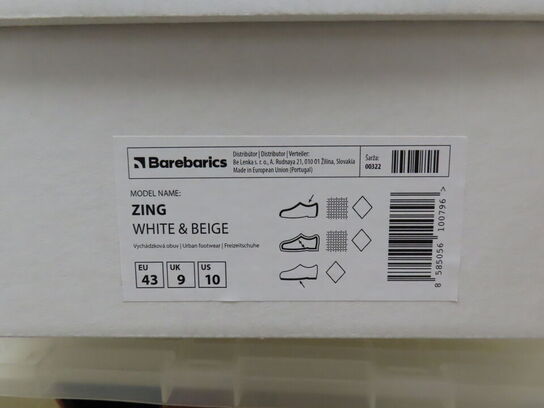 Barebarics
Distribútor | Distributor | Verteiler:
Be Lenka s. r. o., A. Rudnaya 21, 010 01 Žilina, Slovakia
Made in European Union (Portugal)
Šarža:
00322
MODEL NAME:
ZING
WHITE & BEIGE
Vychádzková obuv | Urban footwear | Freizeitschuhe
EU UK US
43 9 10
8 585056 100796 >